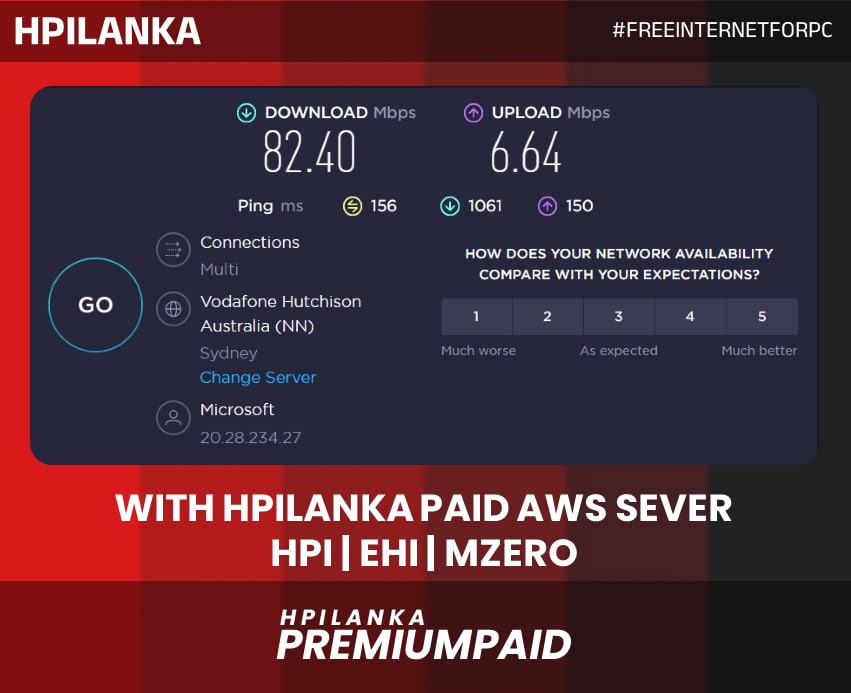 HPILANKA
#FREEINTERNETFORPC
DOWNLOAD Mbps
UPLOAD Mbps
82.40
6.64
Ping ms 156 1061 150
Connections
Multi
GO
Vodafone Hutchison
Australia (NN)
Sydney
Change Server
Microsoft
20.28.234.27
HOW DOES YOUR NETWORK AVAILABILITY
COMPARE WITH YOUR EXPECTATIONS?
1 2 3 4 5
Much worse As expected Much better
WITH HPILANKA PAID AWS SEVER
HPI | EHI | MZERO
HPILANKA
PREMIUMPAID